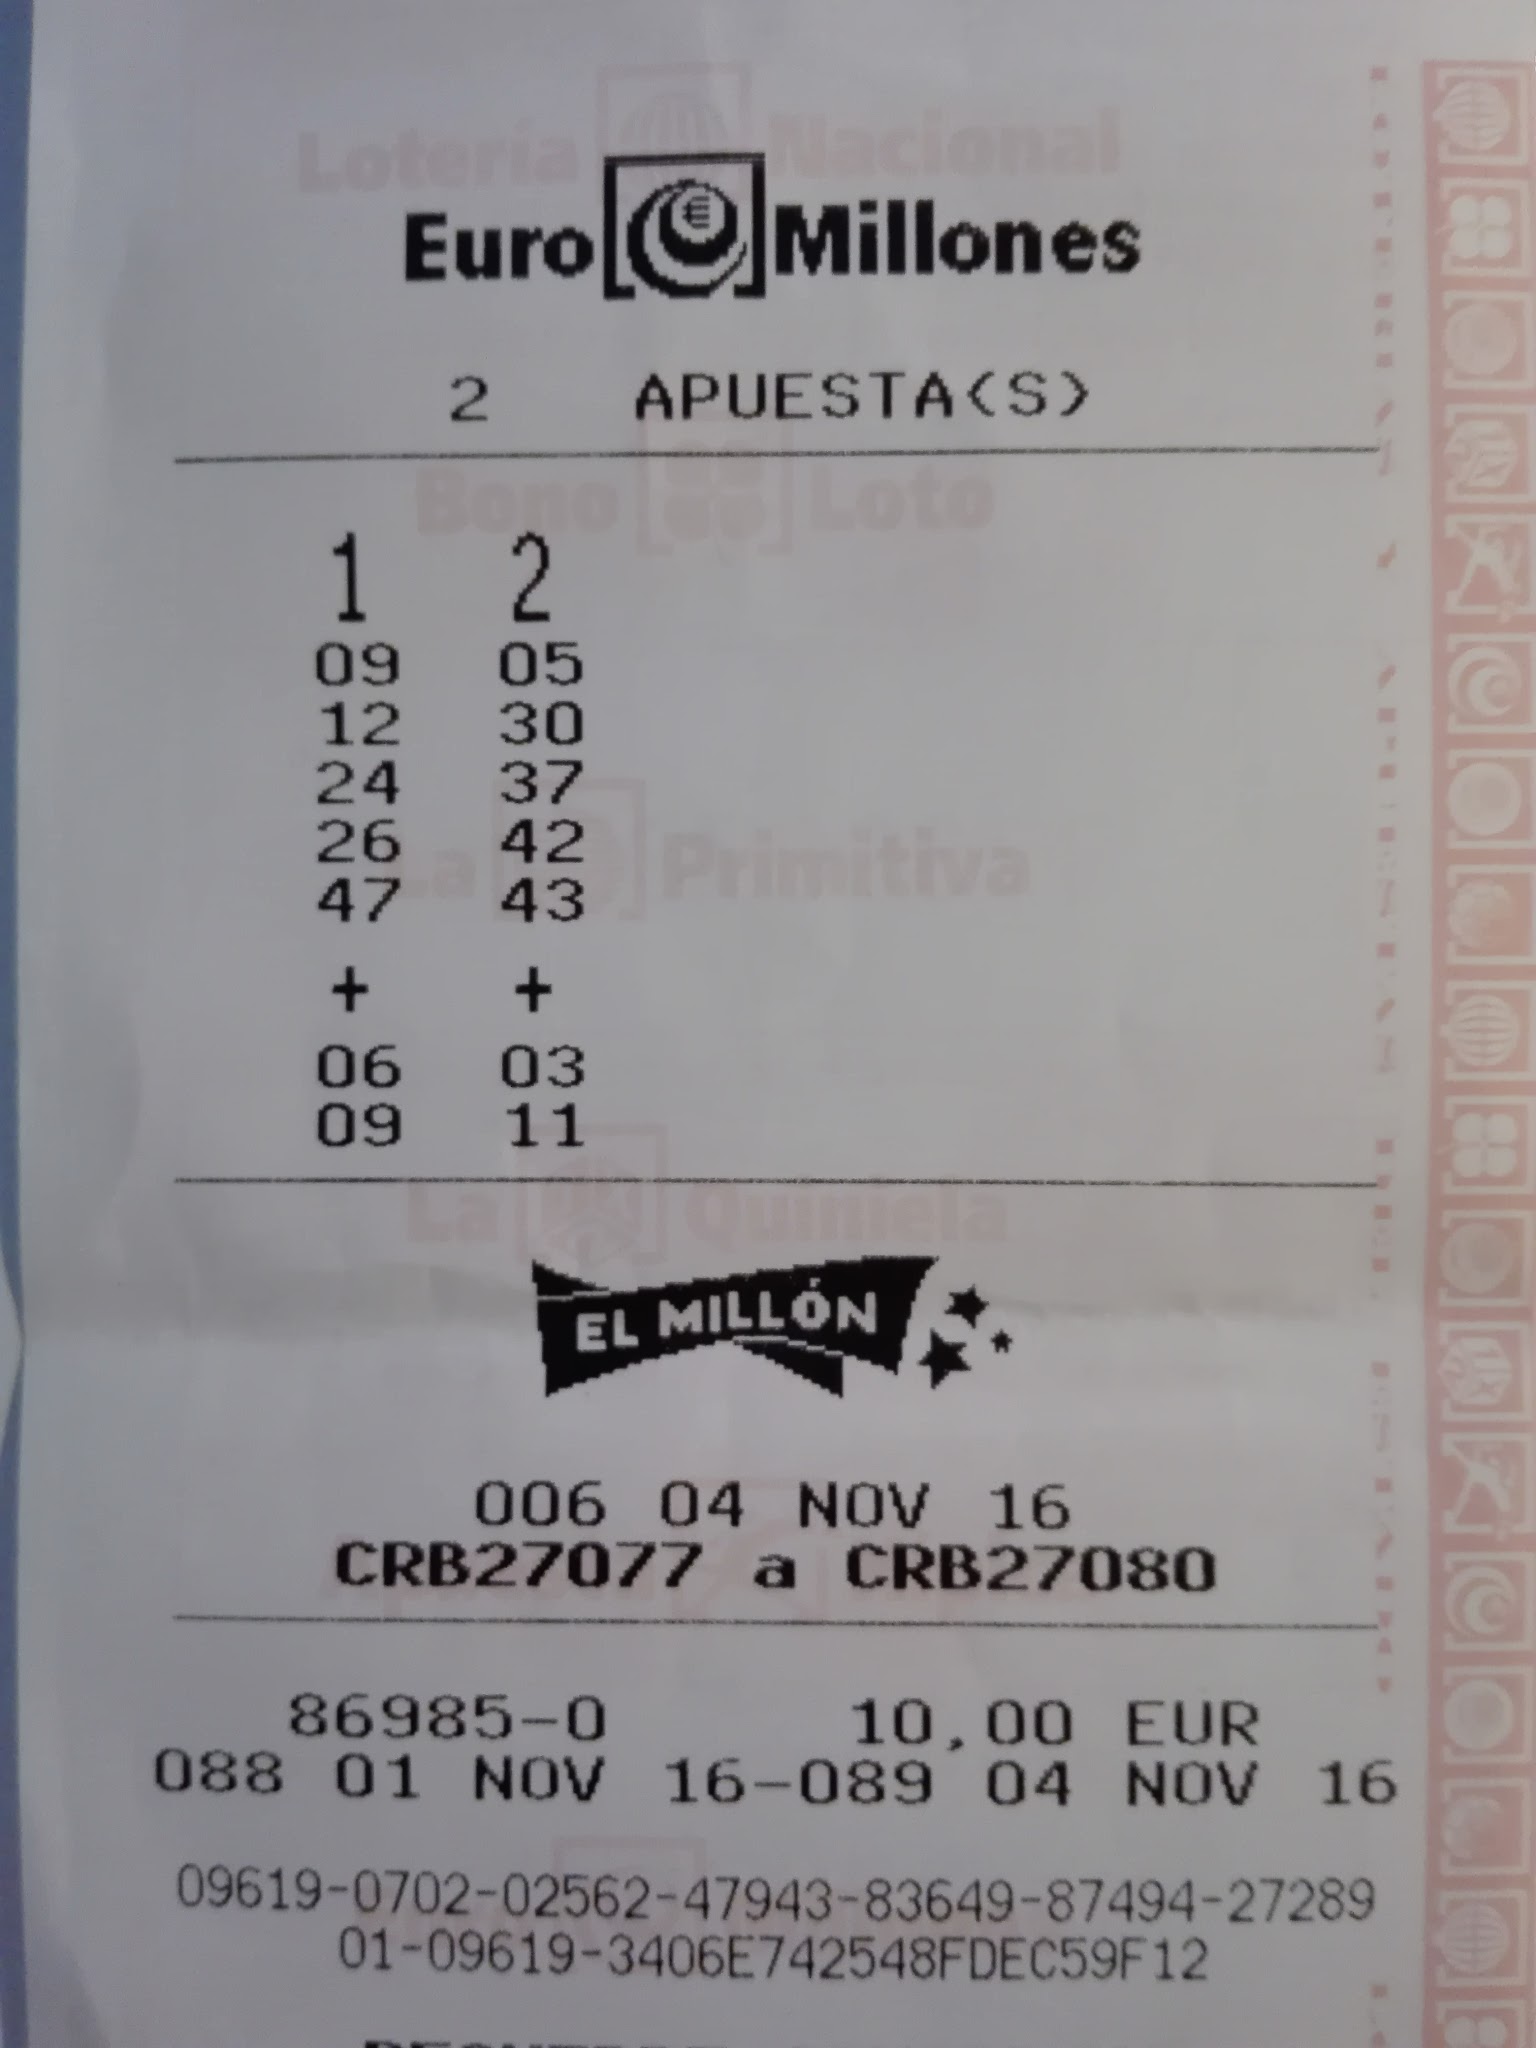 Lotería Nacional
Euro Millones
2 APUESTA(S)
Bono Loto
1 2
09 05
12 30
24 37
26 42
47 43
La Primitiva
+ +
06 03
09 11
La Quiniela
EL MILLÓN
006 04 NOV 16
CRB27077 a CRB27080
86985-0 10,00 EUR
088 01 NOV 16-089 04 NOV 16
09619-0702-02562-47943-83649-87494-27289
01-09619-3406E742548FDEC59F12